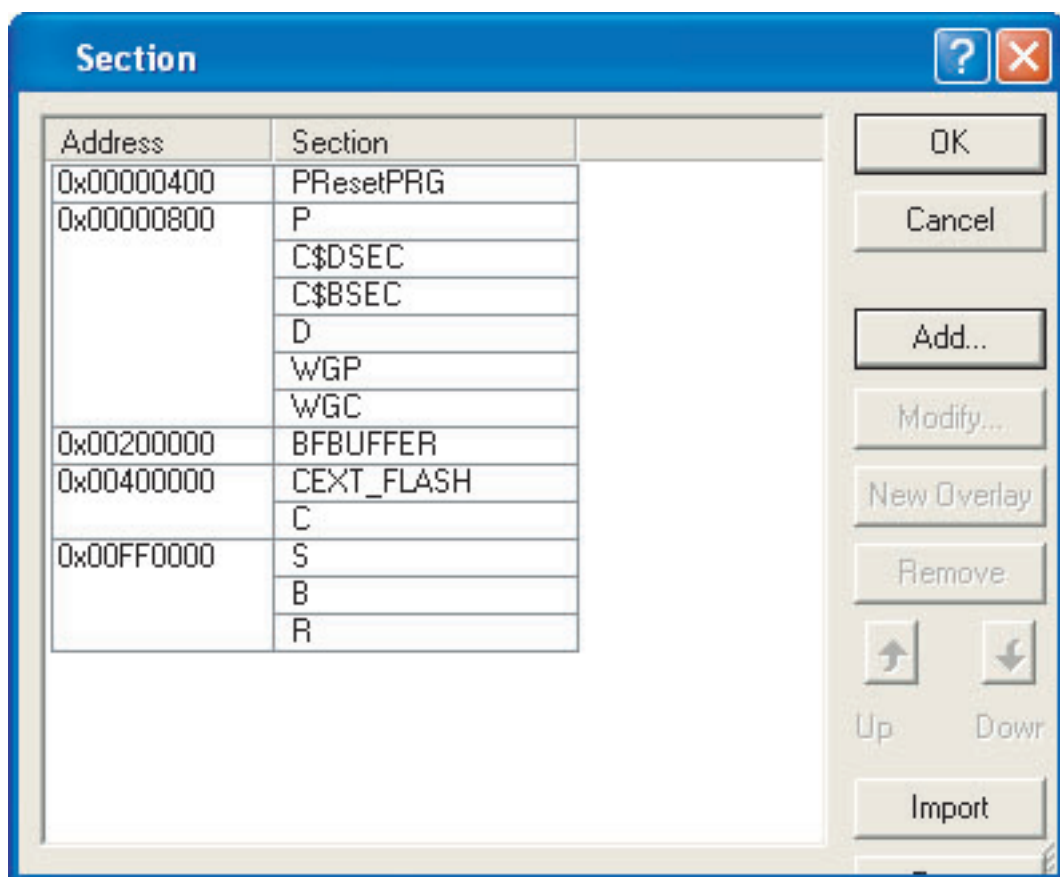 Section
?
Address Section
0x00000400 PResetPRG
0x00000800 P
C$DSEC
C$BSEC
D
WGP
WGC
0x00200000 BFBUFFER
0x00400000 CEXT_FLASH
C
0x00FF0000 S
B
R
OK
Cancel
Add...
Modify...
New Overlay
Remove
Up Down
Import